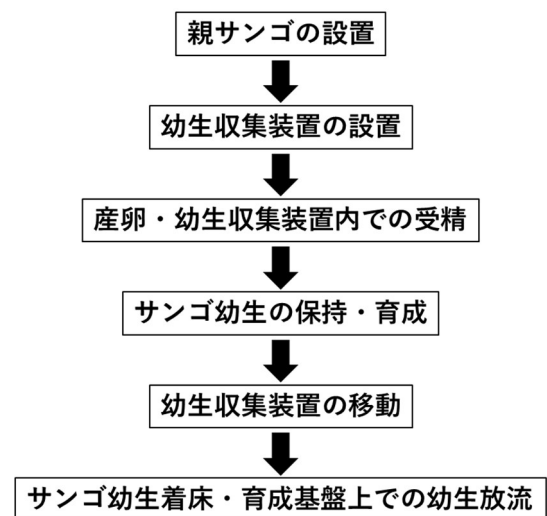 親サンゴの設置
幼生収集装置の設置
産卵・幼生収集装置内での受精
サンゴ幼生の保持・育成
幼生収集装置の移動
サンゴ幼生着床・育成基盤上での幼生放流